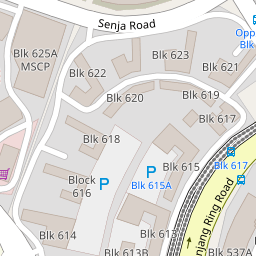 Senja Road
Blk 625A
MSCP
Blk 623
Opp
Blk
Blk 622
Blk 621
Blk 620
Blk 619
Blk 617
Blk 618
Blk 615
Blk 617
P
P
Block
616
Blk 615A
njang Ring Road
Blk 614
Blk 613
Blk 613B
Blk 537A